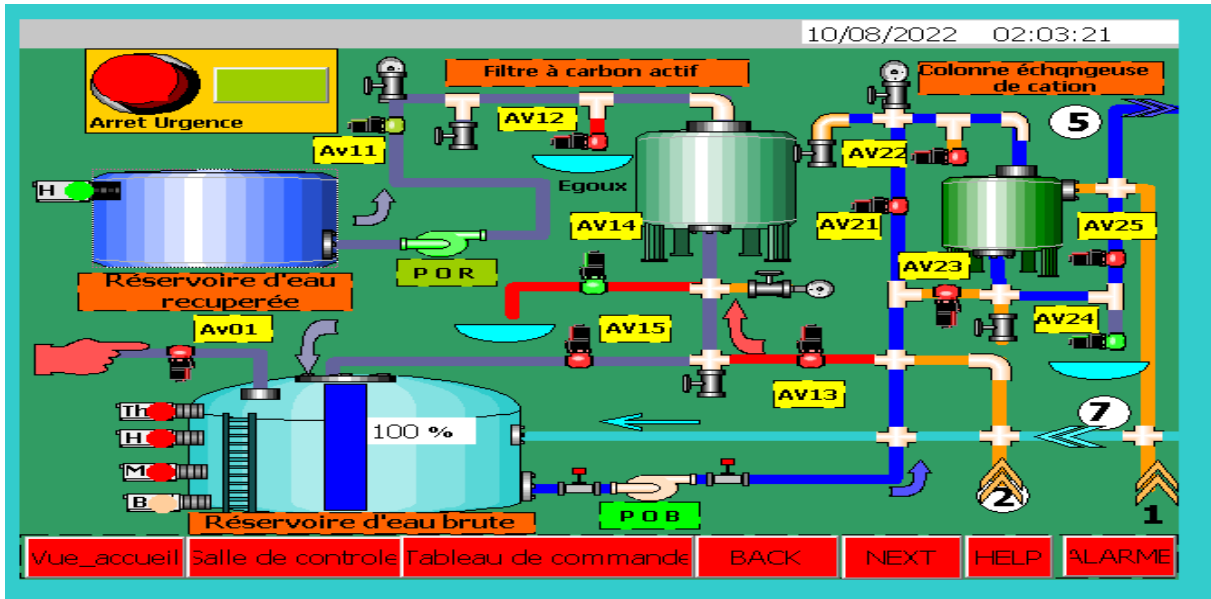 10/08/2022 02:03:21
Arret Urgence
Filtre à carbon actif
Colonne échqngeuse
de cation
5
AV12
Av11
AV22
H
Egoux
AV14
AV21
AV25
P O R
AV23
Réservoire d'eau
recuperée
Av01
AV15
AV24
AV13
Th
H
100 %
7
M
B
2
1
Réservoire d'eau brute
P O B
Vue_accueil
Salle de controle
Tableau de commande
BACK
NEXT
HELP
ALARME